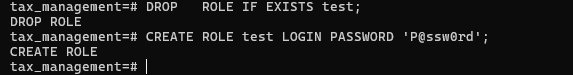 tax_management=# DROP   ROLE IF EXISTS test;
DROP ROLE
tax_management=# CREATE ROLE test LOGIN PASSWORD 'P@ssw0rd';
CREATE ROLE
tax_management=#